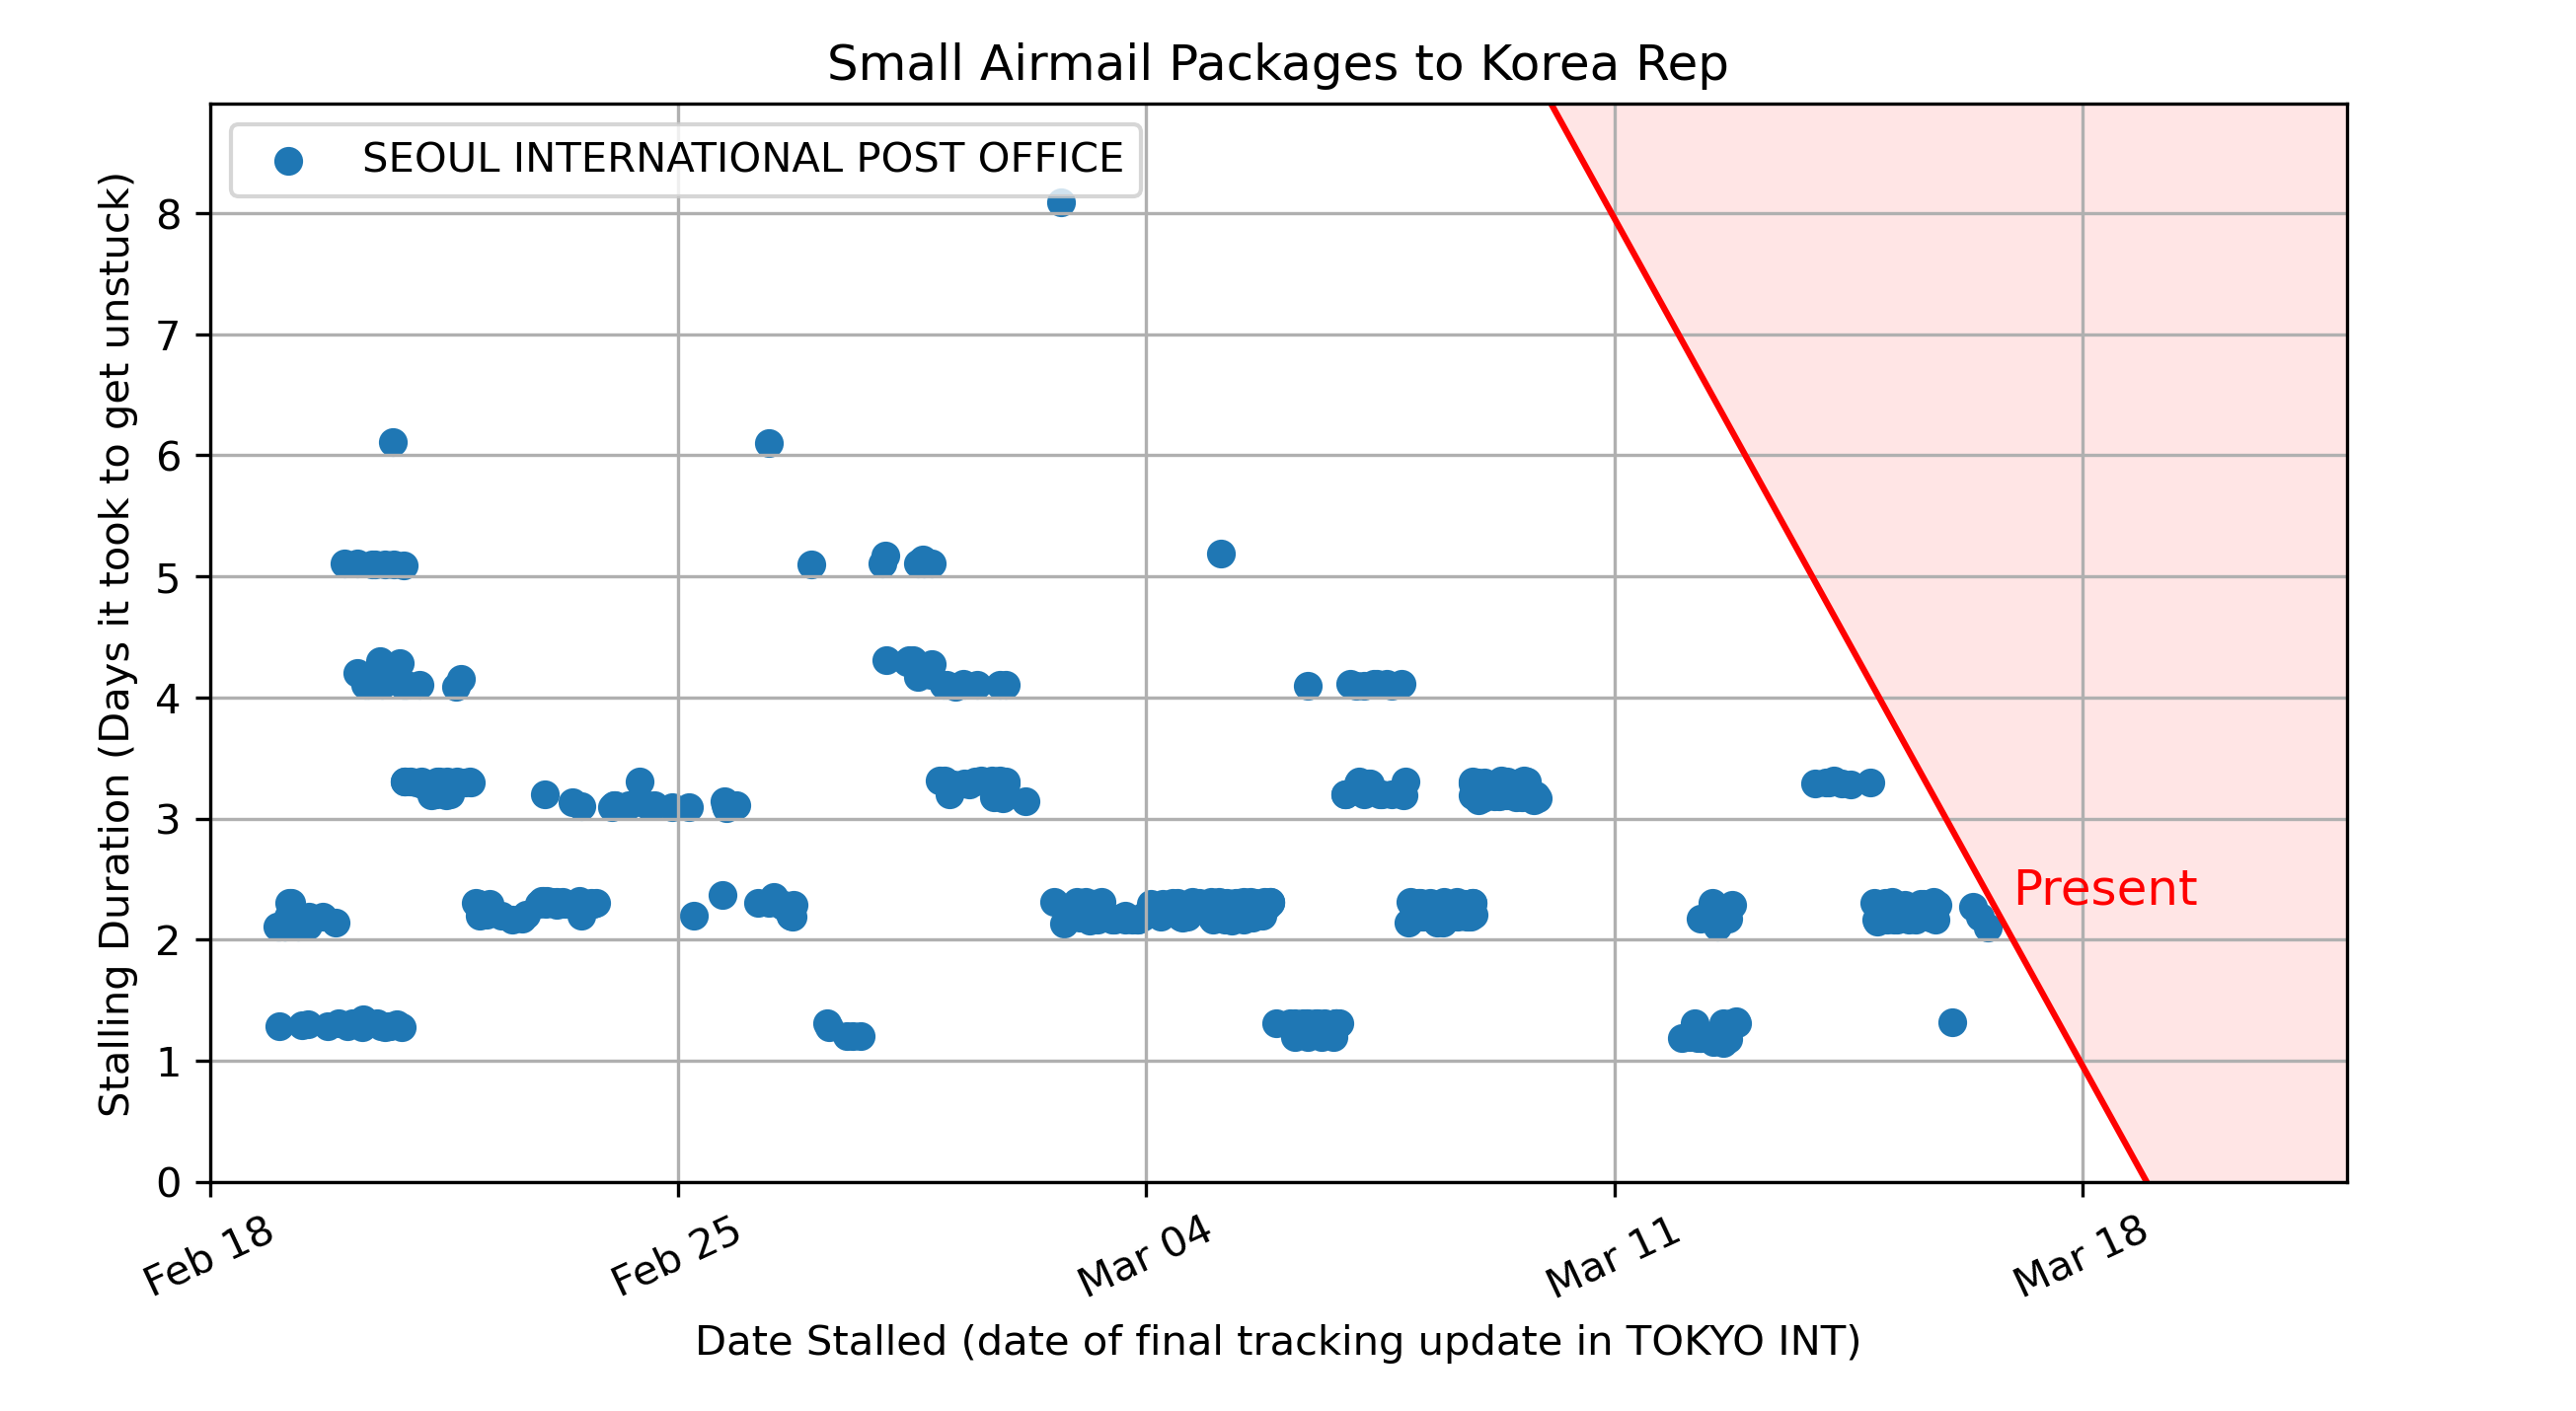 Small Airmail Packages to Korea Rep
SEOUL INTERNATIONAL POST OFFICE
Stalling Duration (Days it took to get unstuck)
8
7
6
5
4
3
2
1
0
Present
Feb 18
Feb 25
Mar 04
Mar 11
Mar 18
Date Stalled (date of final tracking update in TOKYO INT)